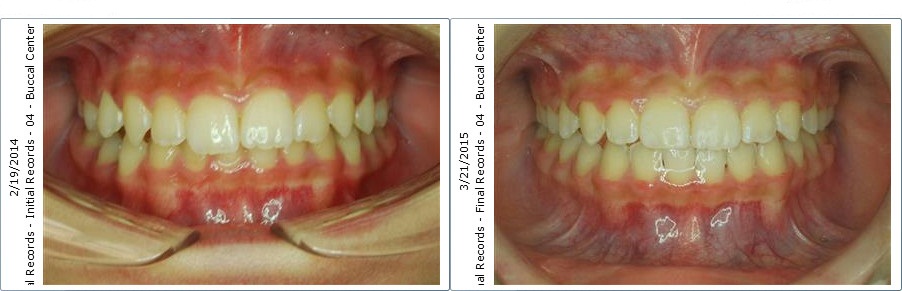 2/19/2014
al Records - Initial Records - 04 - Buccal Center
3/21/2015
al Records - Final Records - 04 - Buccal Center